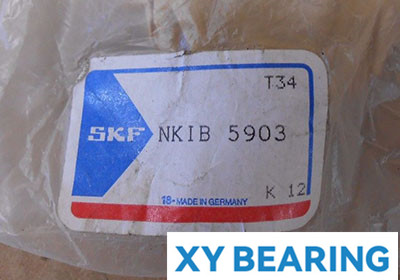 T34
SKF NKIB 5903
18-MADE IN GERMANY
K 12
XY BEARING